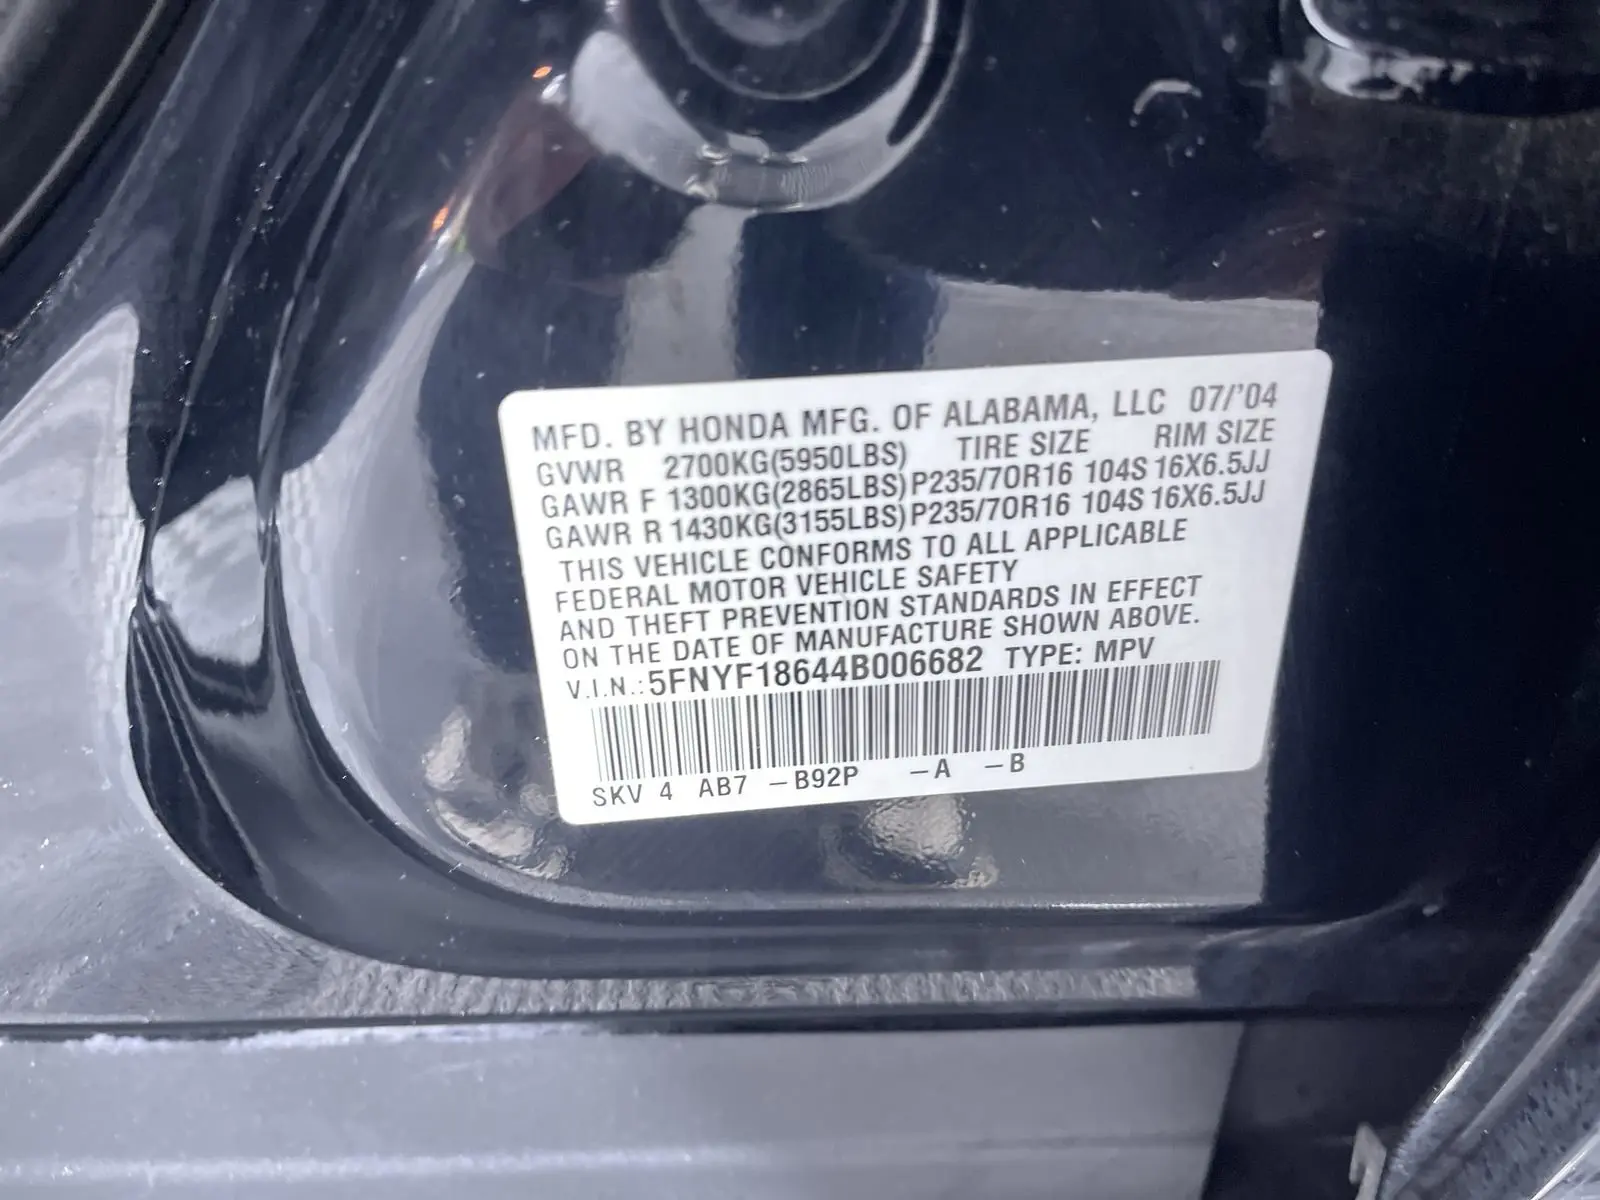 MFD. BY HONDA MFG. OF ALABAMA, LLC 07/'04
GVWR 2700KG(5950LBS) TIRE SIZE RIM SIZE
GAWR F 1300KG(2865LBS) P235/70R16 104S 16X6.5JJ
GAWR R 1430KG(3155LBS) P235/70R16 104S 16X6.5JJ
THIS VEHICLE CONFORMS TO ALL APPLICABLE
FEDERAL MOTOR VEHICLE SAFETY
AND THEFT PREVENTION STANDARDS IN EFFECT
ON THE DATE OF MANUFACTURE SHOWN ABOVE.
V.I.N.: 5FNYF18644B006682 TYPE: MPV
SKV 4 AB7 -B92P -A -B